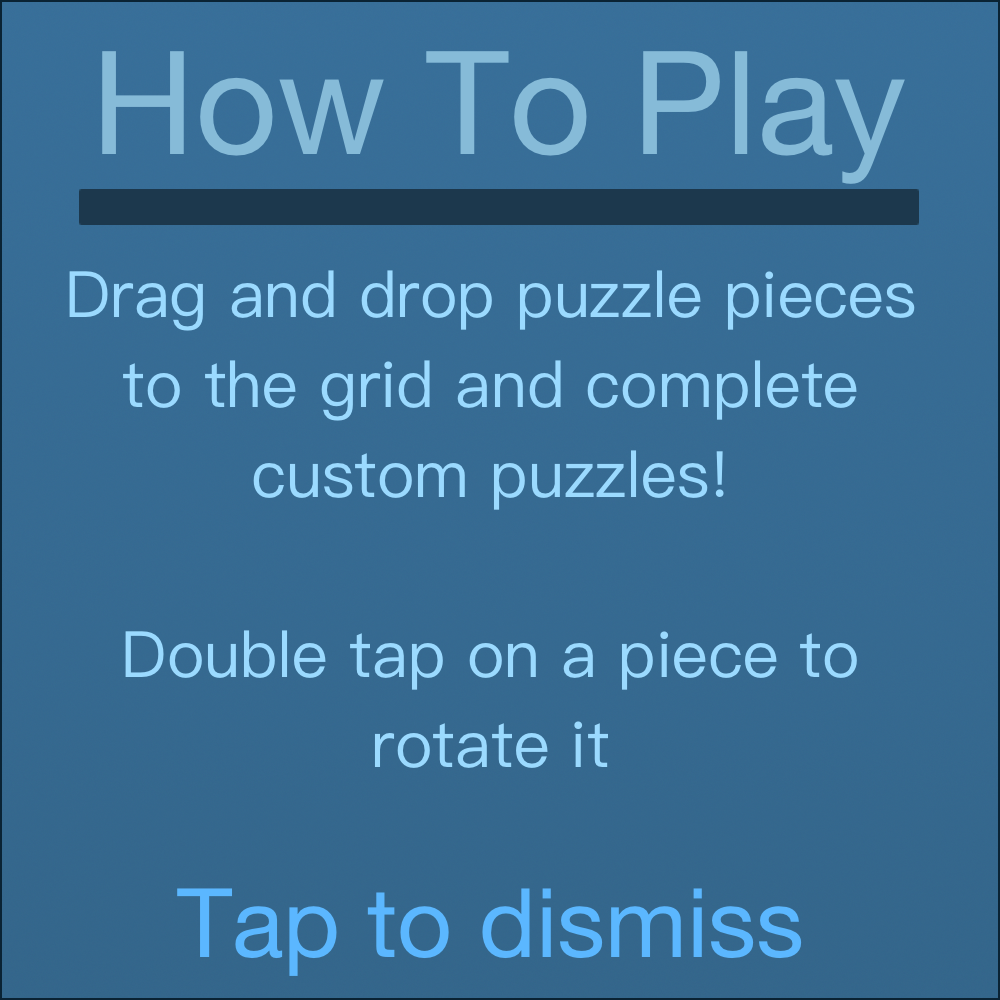 How To Play
Drag and drop puzzle pieces
to the grid and complete
custom puzzles!
Double tap on a piece to
rotate it
Tap to dismiss